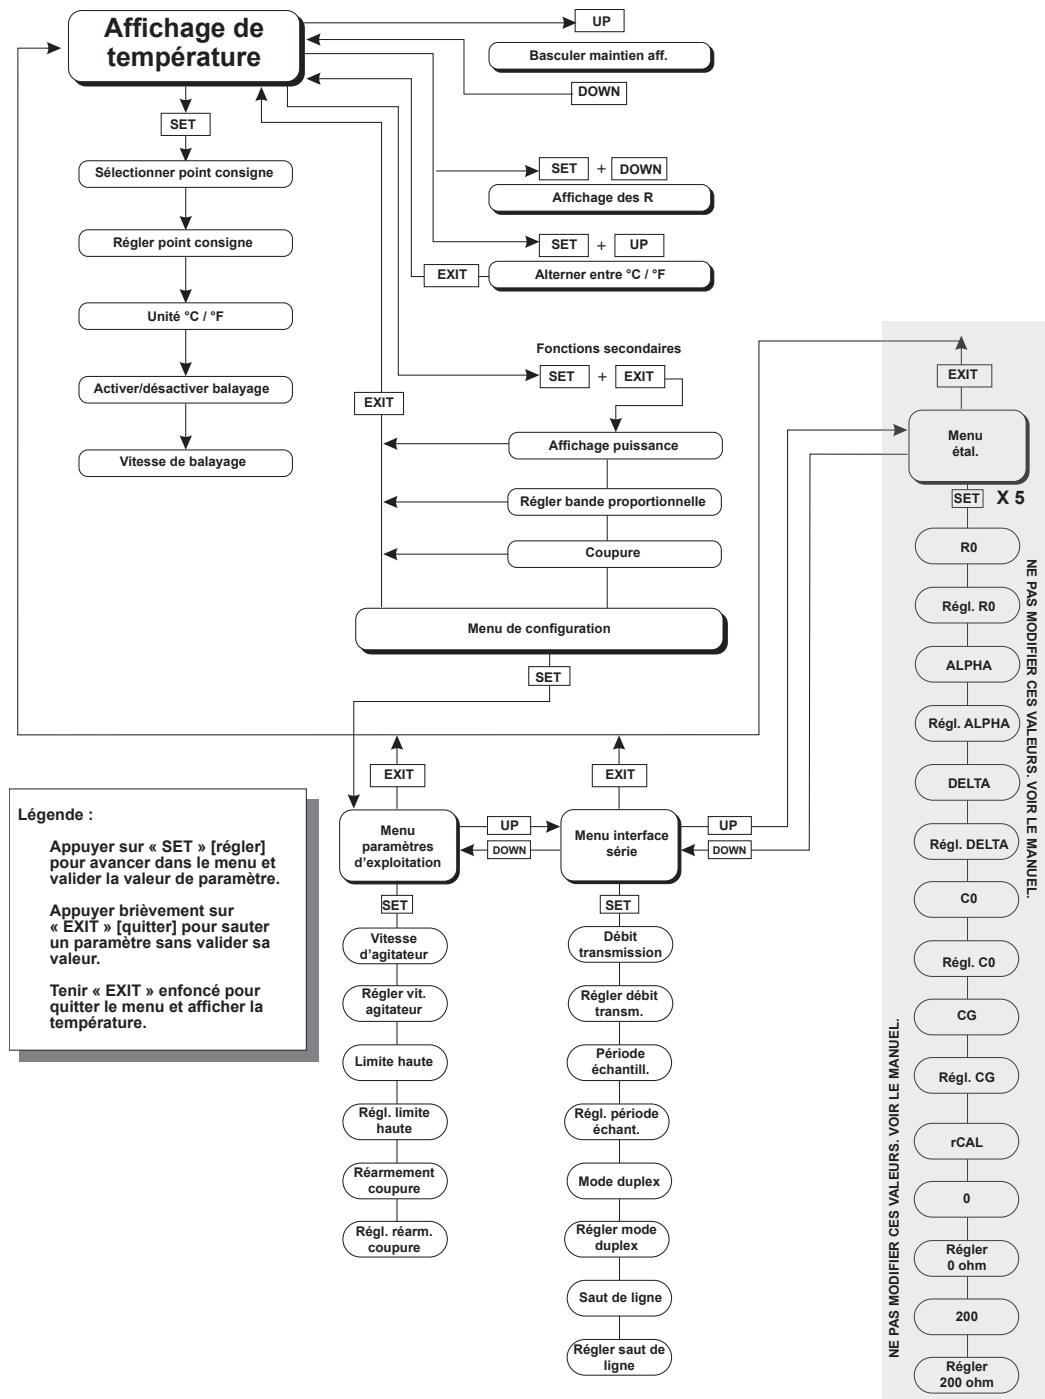 Affichage de
température
UP
Basculer maintien aff.
DOWN
SET
SET + DOWN
Affichage des R
SET + UP
EXIT
Alterner entre °C / °F
Sélectionner point consigne
Régler point consigne
Unité °C / °F
Activer/désactiver balayage
Vitesse de balayage
Fonctions secondaires
SET + EXIT
EXIT
Affichage puissance
Régler bande proportionnelle
Coupure
Menu de configuration
SET
EXIT
Menu
paramètres
d'exploitation
UP
DOWN
SET
Vitesse
d'agitateur
Régler vit.
agitateur
Limite haute
Régl. limite
haute
Réarmement
coupure
Régl. réarm.
coupure
EXIT
Menu interface
série
UP
DOWN
SET
Débit
transmission
Régler débit
transm.
Période
échantill.
Régl. période
échant.
Mode duplex
Régler mode
duplex
Saut de ligne
Régler saut de
ligne
EXIT
Menu
étal.
SET X 5
R0
Régl. R0
ALPHA
Régl. ALPHA
DELTA
Régl. DELTA
C0
Régl. C0
CG
Régl. CG
rCAL
0
Régler
0 ohm
200
Régler
200 ohm
NE PAS MODIFIER CES VALEURS. VOIR LE MANUEL.
NE PAS MODIFIER CES VALEURS. VOIR LE MANUEL.
Légende :
Appuyer sur « SET » [régler]
pour avancer dans le menu et
valider la valeur de paramètre.
Appuyer brièvement sur
« EXIT » [quitter] pour sauter
un paramètre sans valider sa
valeur.
Tenir « EXIT » enfoncé pour
quitter le menu et afficher la
température.